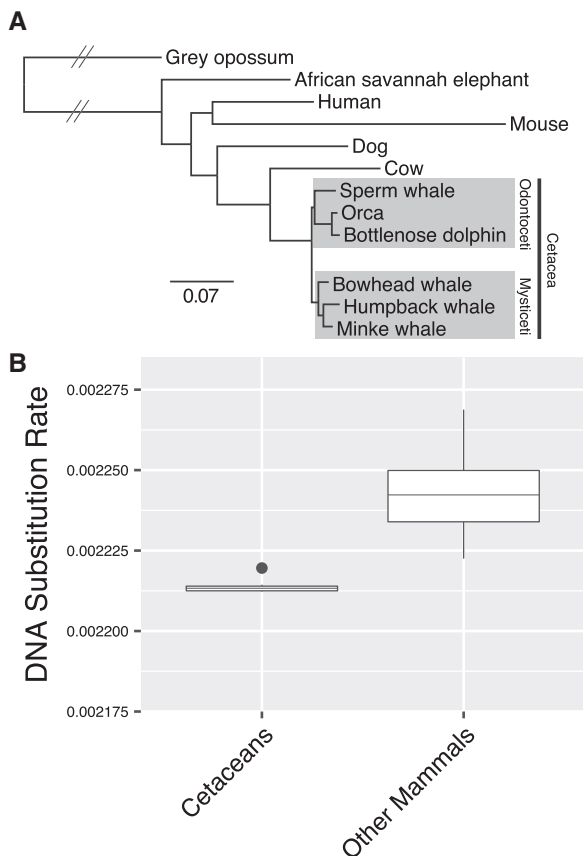 A
Grey opossum
African savannah elephant
Human
Mouse
Dog
Cow
Sperm whale
Orca
Bottlenose dolphin
Odontoceti
Bowhead whale
Humpback whale
Minke whale
Mysticeti
Cetacea
0.07
B
DNA Substitution Rate
0.002275
0.002250
0.002225
0.002200
0.002175
Cetaceans
Other Mammals